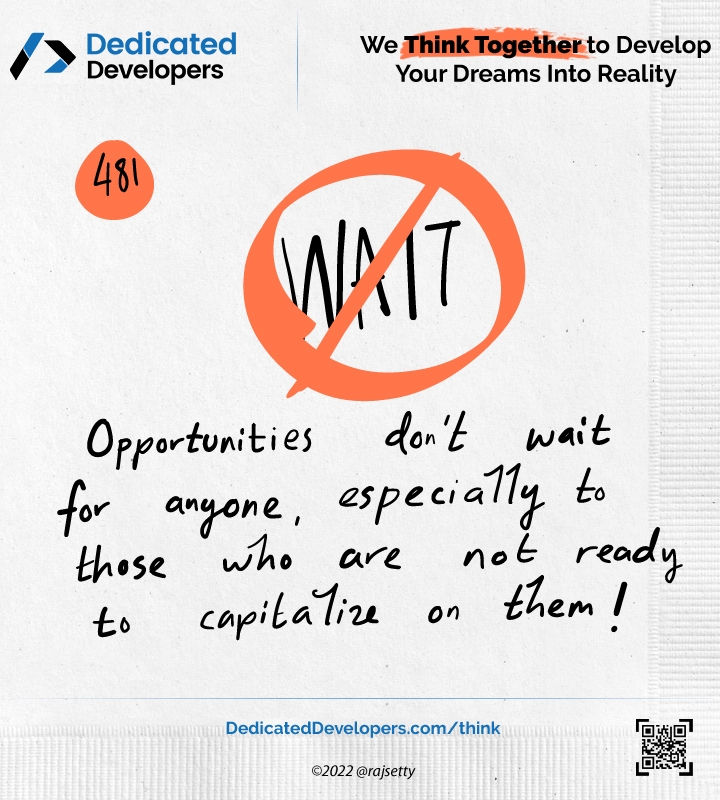 Dedicated
Developers
We Think Together to Develop
Your Dreams Into Reality
481
WAIT
Opportunities don't wait
for anyone, especially to
those who are not ready
to capitalize on them!
DedicatedDevelopers.com/think
©2022 @rajsetty